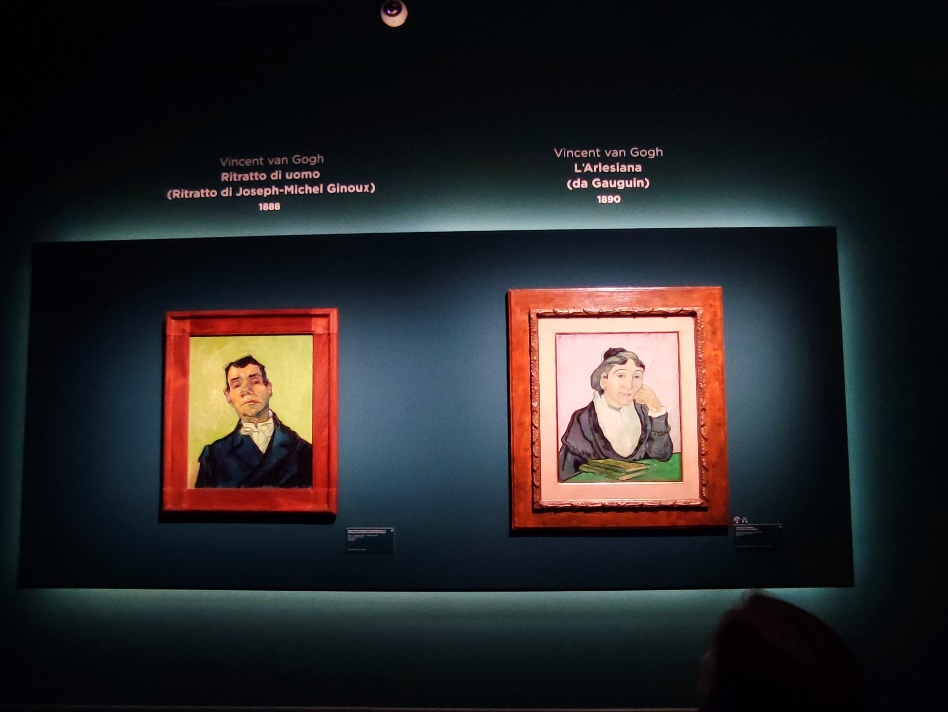 Vincent van Gogh
Ritratto di uomo
(Ritratto di Joseph-Michel Ginoux)
1888
Vincent van Gogh
L'Arlesiana
(da Gauguin)
1890